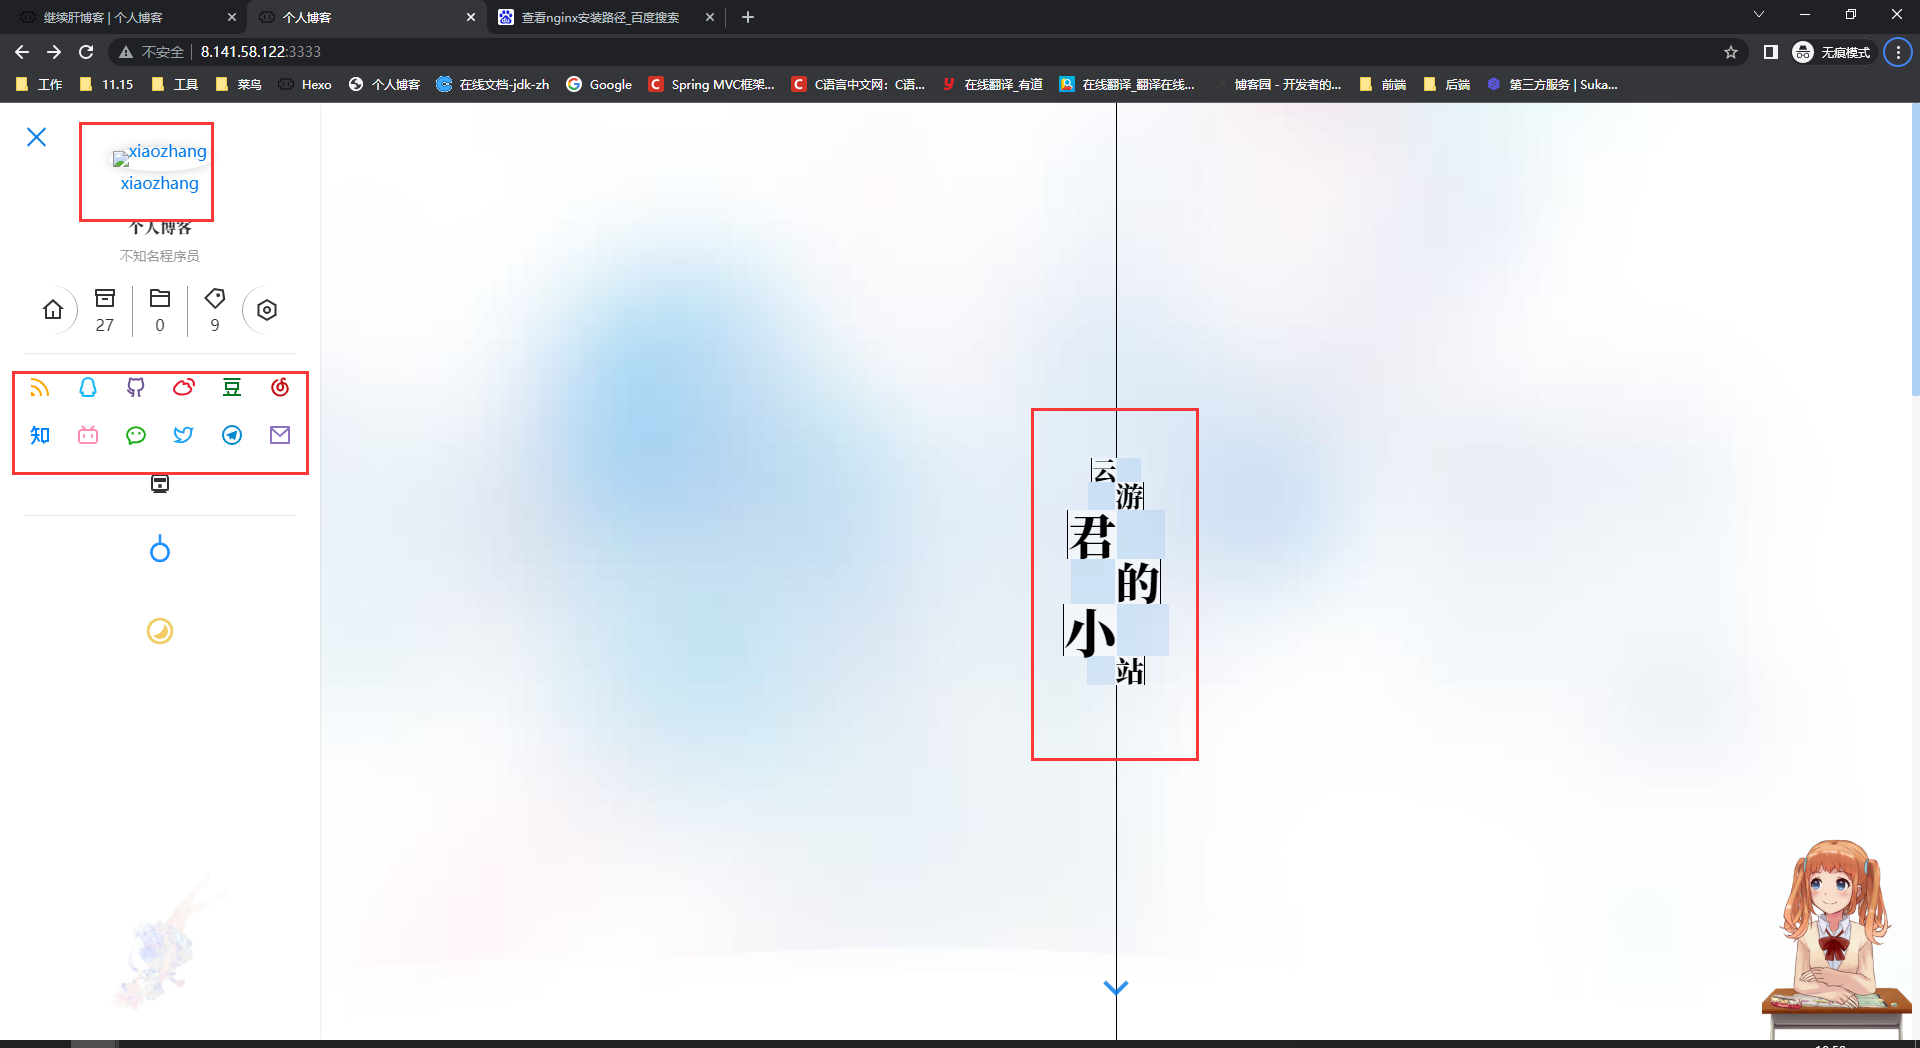 继续肝博客 | 个人博客
个人博客
查看nginx安装路径_百度搜索
不安全
8.141.58.122:3333
无痕模式
工作
11.15
工具
菜鸟
Hexo
个人博客
在线文档-jdk-zh
Google
Spring MVC框架...
C语言中文网：C语...
在线翻译_有道
在线翻译_翻译在线...
博客园 - 开发者的...
前端
后端
第三方服务 | Suka...
xiaozhang
xiaozhang
个人博客
不知名程序员
27
0
9
豆
知
云
游
君
的
小
站